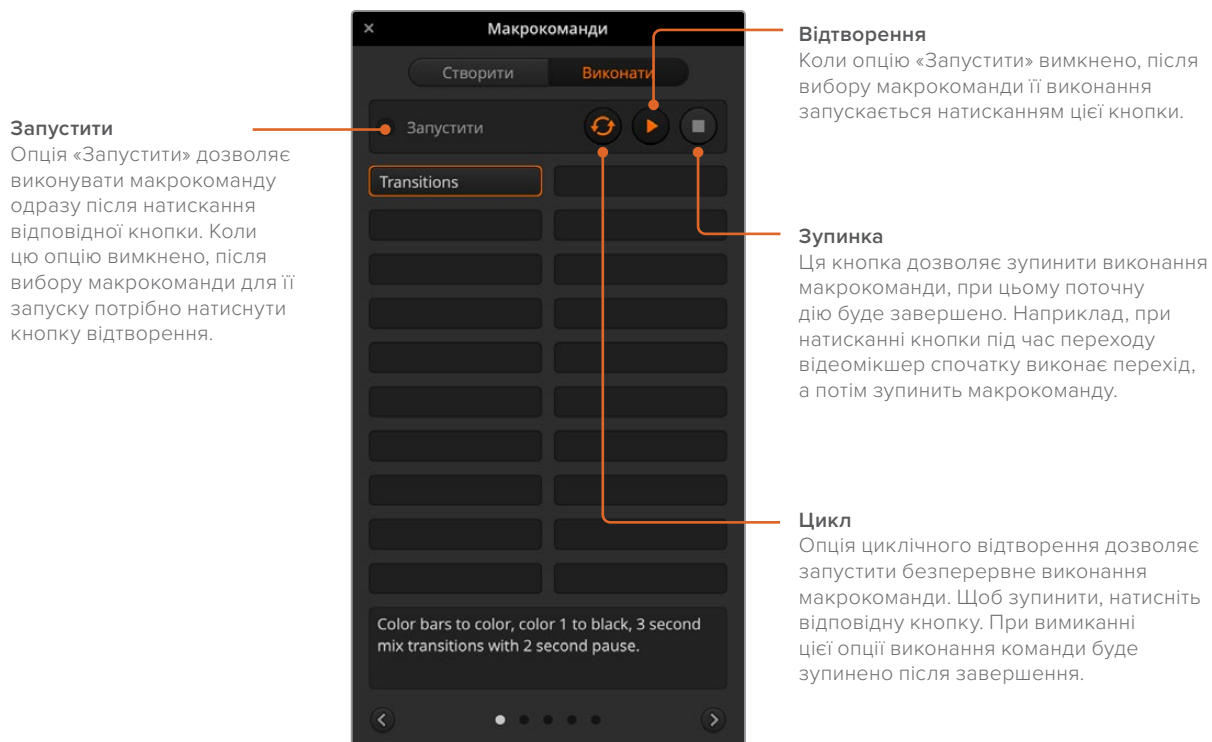 Макрокоманди
Створити
Виконати
Запустити
Transitions
Color bars to color, color 1 to black, 3 second
mix transitions with 2 second pause.
Запустити
Опція «Запустити» дозволяє
виконувати макрокоманду
одразу після натискання
відповідної кнопки. Коли
цю опцію вимкнено, після
вибору макрокоманди для її
запуску потрібно натиснути
кнопку відтворення.
Відтворення
Коли опцію «Запустити» вимкнено, після
вибору макрокоманди її виконання
запускається натисканням цієї кнопки.
Зупинка
Ця кнопка дозволяє зупинити виконання
макрокоманди, при цьому поточну
дію буде завершено. Наприклад, при
натисканні кнопки під час переходу
відеомікшер спочатку виконає перехід,
а потім зупинить макрокоманду.
Цикл
Опція циклічного відтворення дозволяє
запустити безперервне виконання
макрокоманди. Щоб зупинити, натисніть
відповідну кнопку. При вимиканні
цієї опції виконання команди буде
зупинено після завершення.